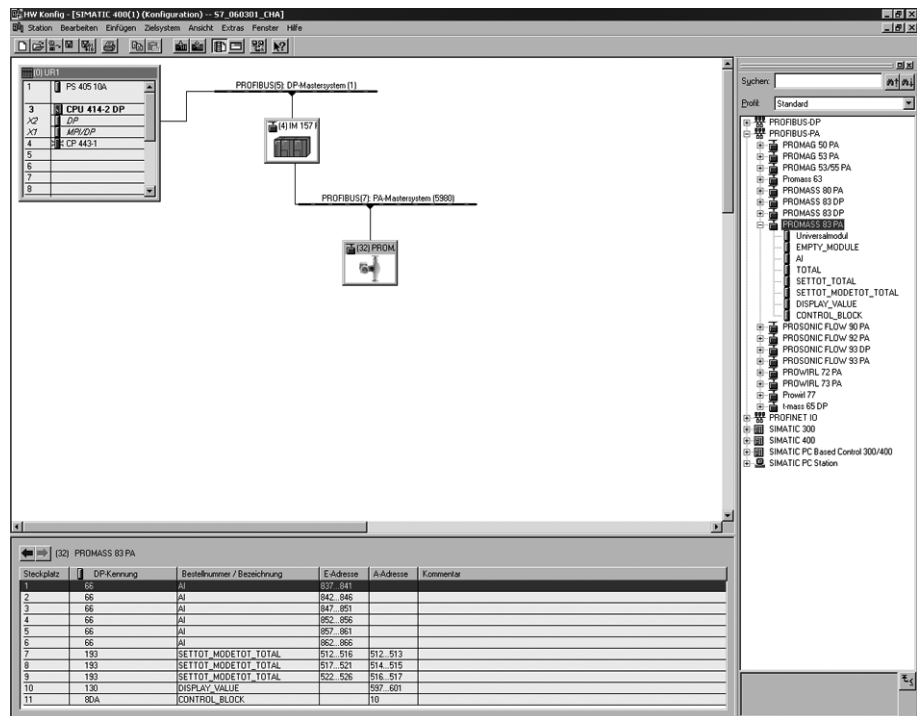 HW Konfig - [SIMATIC 400(1) (Konfiguration) -- S7_060301_CHA]
Station Bearbeiten Einfügen Zielsystem Ansicht Extras Fenster Hilfe
(0) UR1
1 PS 405 10A
3 CPU 414-2 DP
X2 DP
X1 MPI/DP
4 CP 443-1
5
6
7
8
PROFIBUS(5): DP-Mastersystem (1)
(4) IM 157
PROFIBUS(7): PA-Mastersystem (5980)
(32) PROM
Suchen:
Profil: Standard
PROFIBUS-DP
PROFIBUS-PA
PROMAG 50 PA
PROMAG 53 PA
PROMAG 53/55 PA
Promass 63
PROMASS 80 PA
PROMASS 83 DP
PROMASS 83 DP
PROMASS 83 PA
Universalmodul
EMPTY_MODULE
AI
TOTAL
SETTOT_TOTAL
SETTOT_MODETOT_TOTAL
DISPLAY_VALUE
CONTROL_BLOCK
PROSONIC FLOW 90 PA
PROSONIC FLOW 92 PA
PROSONIC FLOW 93 DP
PROSONIC FLOW 93 PA
PROWIRL 72 PA
PROWIRL 73 PA
Prowirl 77
t-mass 65 DP
PROFINET IO
SIMATIC 300
SIMATIC 400
SIMATIC PC Based Control 300/400
SIMATIC PC Station
(32) PROMASS 83 PA
Steckplatz DP-Kennung Bestellnummer / Bezeichnung E-Adresse A-Adresse Kommentar
1 66 AI 837...841
2 66 AI 842...846
3 66 AI 847...851
4 66 AI 852...856
5 66 AI 857...861
6 66 AI 862...866
7 193 SETTOT_MODETOT_TOTAL 512...516 512...513
8 193 SETTOT_MODETOT_TOTAL 517...521 514...515
9 193 SETTOT_MODETOT_TOTAL 522...526 516...517
10 130 DISPLAY_VALUE 597...601
11 8DA CONTROL_BLOCK 10